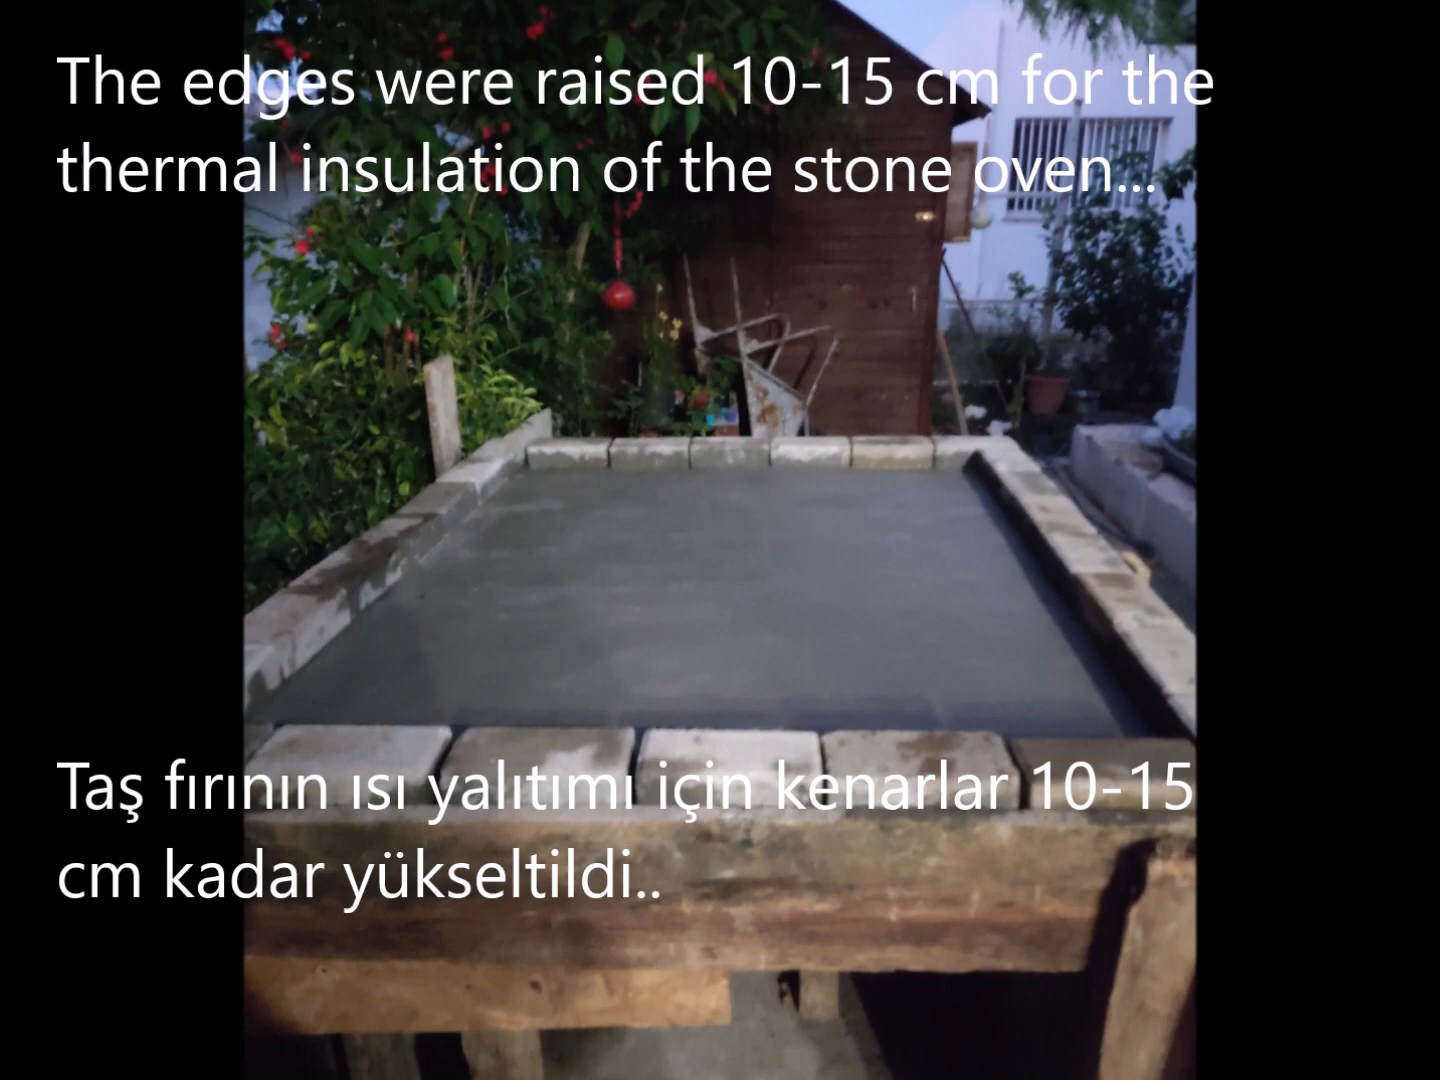 The edges were raised 10-15 cm for the
thermal insulation of the stone oven...
Taş fırının ısı yalıtımı için kenarlar 10-15
cm kadar yükseltildi..